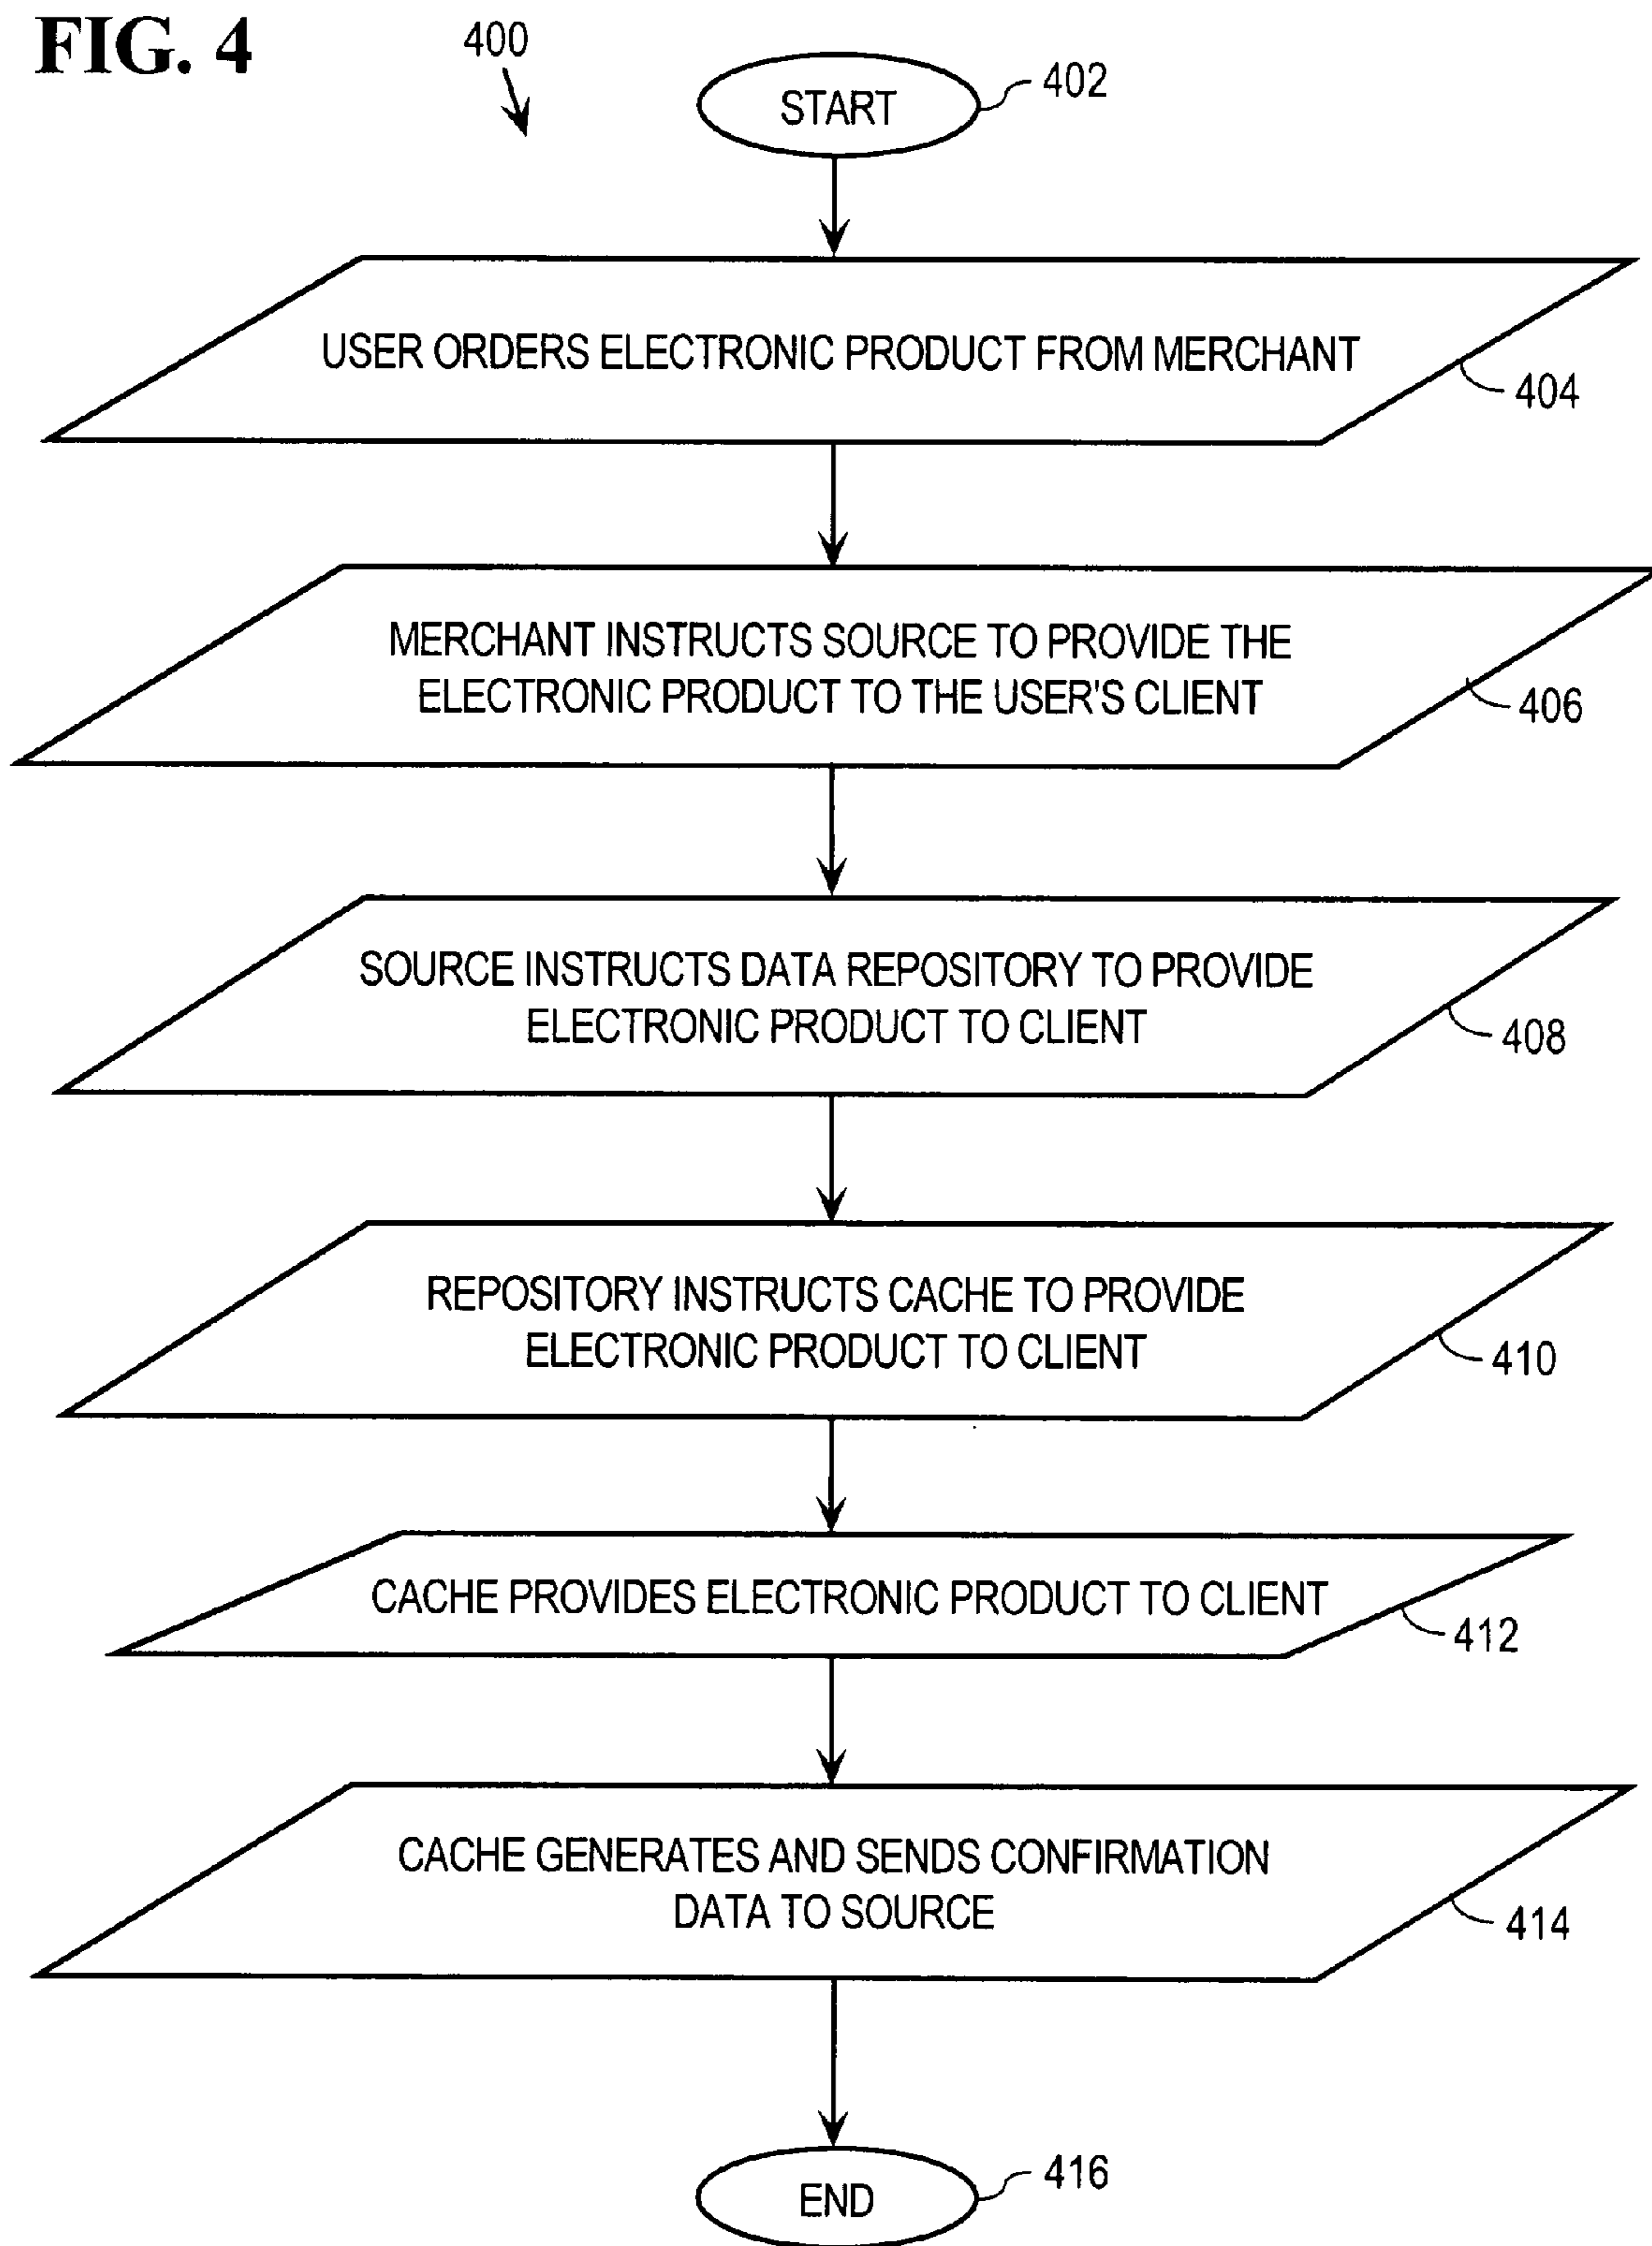 FIG. 4
400
START
402
USER ORDERS ELECTRONIC PRODUCT FROM MERCHANT
404
MERCHANT INSTRUCTS SOURCE TO PROVIDE THE
ELECTRONIC PRODUCT TO THE USER'S CLIENT
406
SOURCE INSTRUCTS DATA REPOSITORY TO PROVIDE
ELECTRONIC PRODUCT TO CLIENT
408
REPOSITORY INSTRUCTS CACHE TO PROVIDE
ELECTRONIC PRODUCT TO CLIENT
410
CACHE PROVIDES ELECTRONIC PRODUCT TO CLIENT
412
CACHE GENERATES AND SENDS CONFIRMATION
DATA TO SOURCE
414
END
416